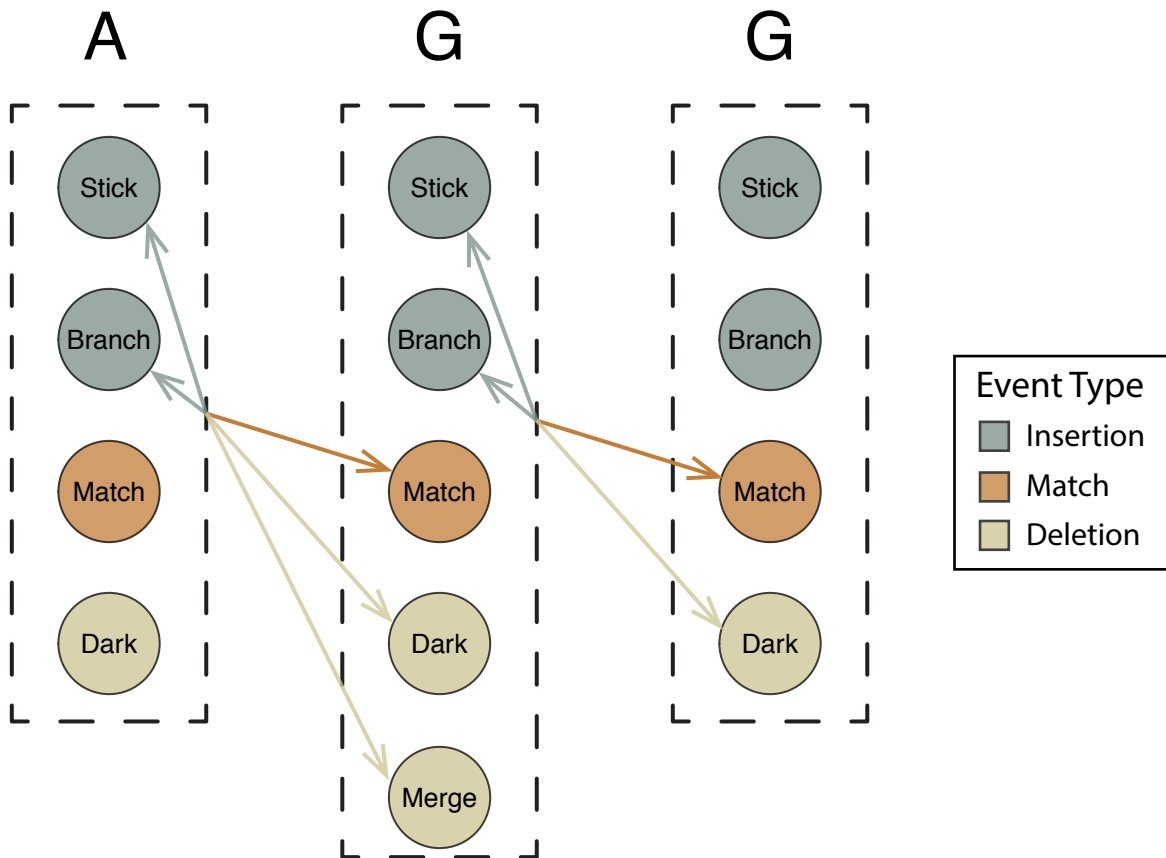 A G G
Stick Stick Stick
Branch Branch Branch
Event Type
Insertion
Match
Deletion
Match Match Match
Dark Dark Dark
Merge